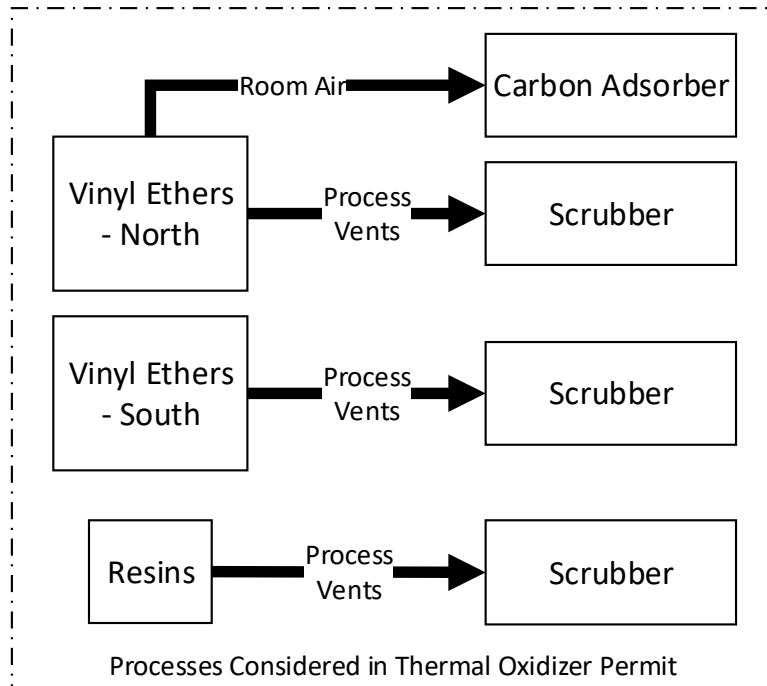 Room Air
Carbon Adsorber
Vinyl Ethers
- North
Process
Vents
Scrubber
Vinyl Ethers
- South
Process
Vents
Scrubber
Resins
Process
Vents
Scrubber
Processes Considered in Thermal Oxidizer Permit